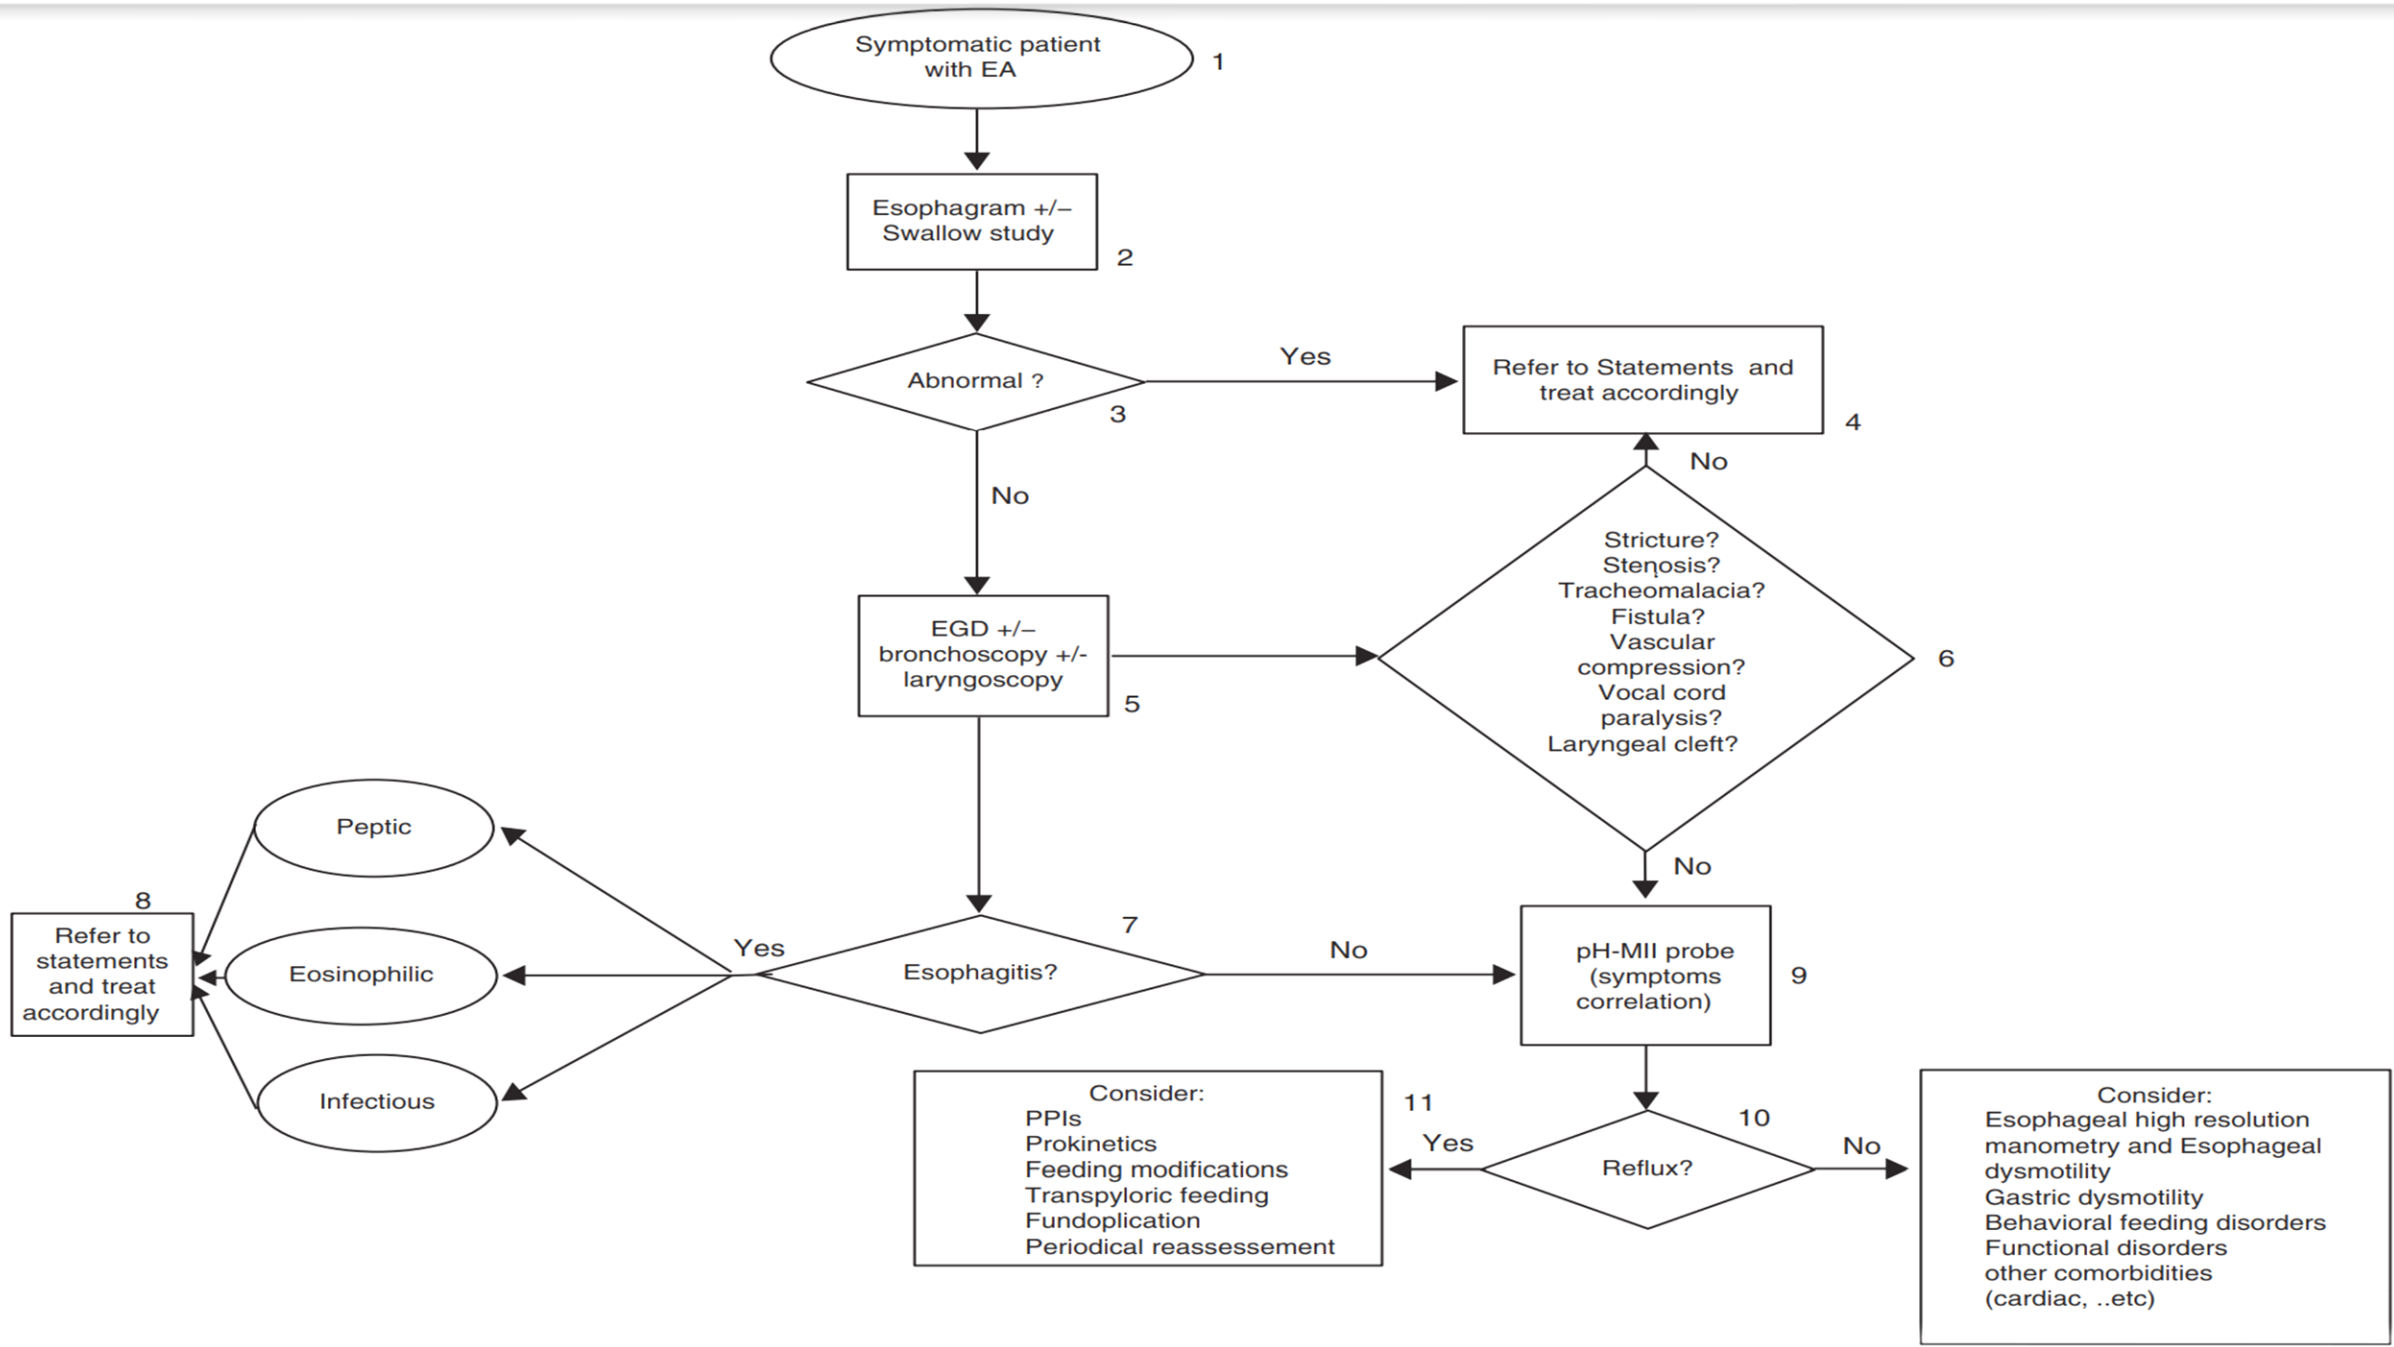 Symptomatic patient
with EA
1
Esophagram +/–
Swallow study
2
Abnormal ?
3
Yes
Refer to Statements and
treat accordingly
4
No
No
Stricture?
Stenosis?
Tracheomalacia?
Fistula?
Vascular
compression?
Vocal cord
paralysis?
Laryngeal cleft?
6
EGD +/–
bronchoscopy +/-
laryngoscopy
5
No
Peptic
8
Refer to
statements
and treat
accordingly
Eosinophilic
Infectious
Yes
7
Esophagitis?
No
pH-MII probe
(symptoms
correlation)
9
Consider:
PPIs
Prokinetics
Feeding modifications
Transpyloric feeding
Fundoplication
Periodical reassessement
11
Yes
10
Reflux?
No
Consider:
Esophageal high resolution
manometry and Esophageal
dysmotility
Gastric dysmotility
Behavioral feeding disorders
Functional disorders
other comorbidities
(cardiac, ..etc)